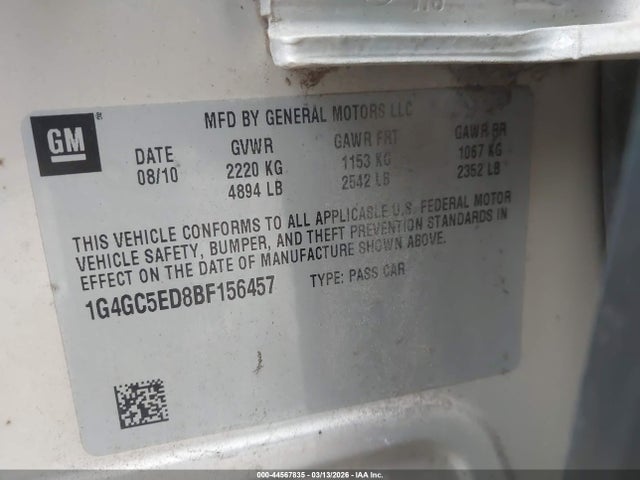 GM
®
MFD BY GENERAL MOTORS LLC
DATE GVWR GAWR FRT GAWR RR
08/10 2220 KG 1153 KG 1067 KG
4894 LB 2542 LB 2352 LB
THIS VEHICLE CONFORMS TO ALL APPLICABLE U.S. FEDERAL MOTOR
VEHICLE SAFETY, BUMPER, AND THEFT PREVENTION STANDARDS IN
EFFECT ON THE DATE OF MANUFACTURE SHOWN ABOVE.
1G4GC5ED8BF156457 TYPE: PASS CAR
000-44567835 | 03/13/2026 | IAA Inc.